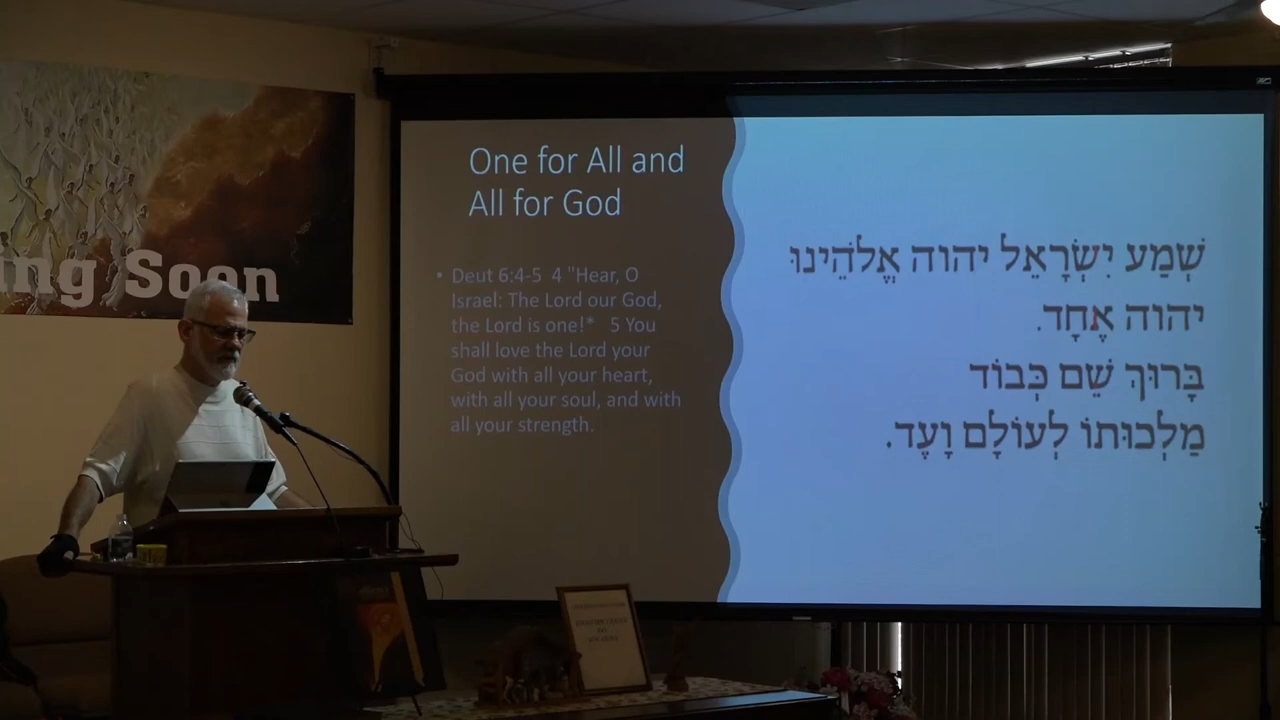 ing Soon
One for All and
All for God
• Deut 6:4-5 4 "Hear, O
Israel: The Lord our God,
the Lord is one!* 5 You
shall love the Lord your
God with all your heart,
with all your soul, and with
all your strength.
שְׁמַע יִשְׂרָאֵל יהוה אֱלֹהֵינוּ
יהוה אֶחָד.
בָּרוּךְ שֵׁם כְּבוֹד
מַלְכוּתוֹ לְעוֹלָם וָעֶד.